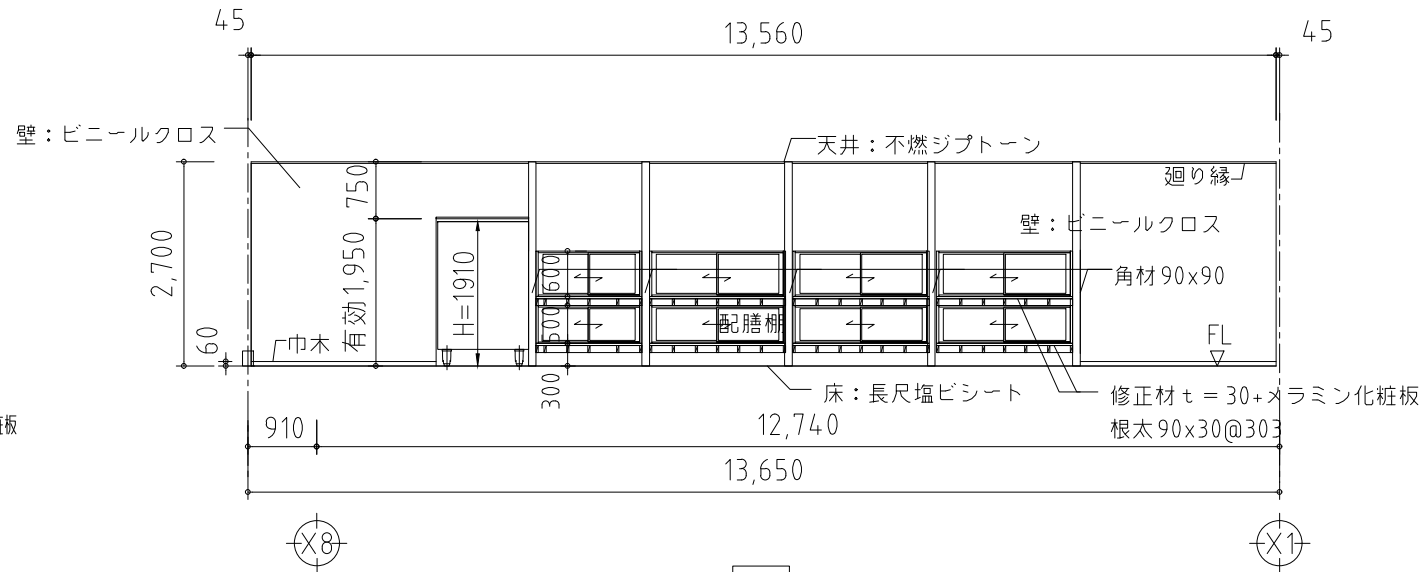 45
13,560
45
壁：ビニールクロス
天井：不燃ジプトーン
廻り縁
750
壁：ビニールクロス
2,700
有効1,950
H=1910
600
角材90x90
500
配膳棚
60
巾木
FL
300
床：長尺塩ビシート
修正材ｔ＝30+メラミン化粧板
根太90x30@303
粧板
910
12,740
13,650
X8
X1